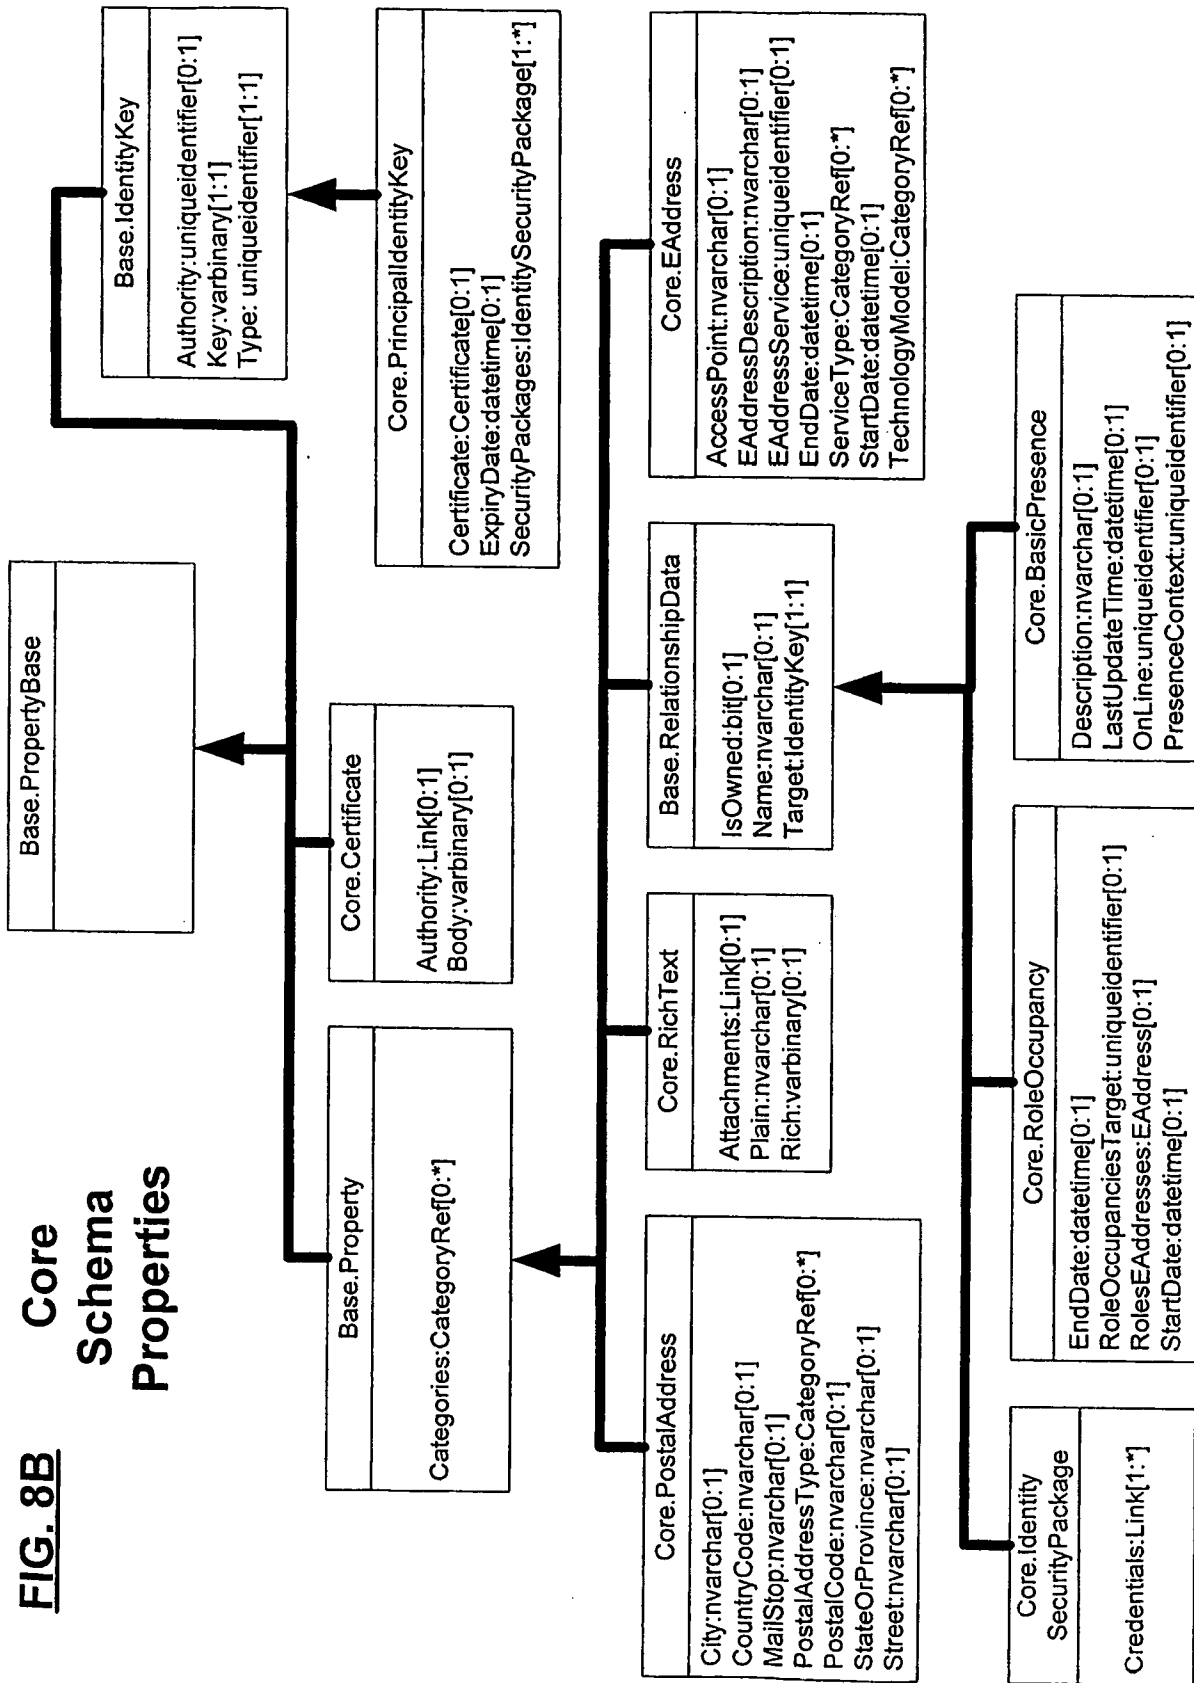 FIG. 8B
Core
Schema
Properties
Base.PropertyBase
Base.Property
Categories:CategoryRef[0:*]
Core.Certificate
Authority:Link[0:1]
Body:varbinary[0:1]
Base.IdentityKey
Authority:uniqueidentifier[0:1]
Key:varbinary[1:1]
Type: uniqueidentifier[1:1]
Core.PrincipalIdentityKey
Certificate:Certificate[0:1]
ExpiryDate:datetime[0:1]
SecurityPackages:IdentitySecurityPackage[1:*]
Core.PostalAddress
City:nvarchar[0:1]
CountryCode:nvarchar[0:1]
MailStop:nvarchar[0:1]
PostalAddressType:CategoryRef[0:*]
PostalCode:nvarchar[0:1]
StateOrProvince:nvarchar[0:1]
Street:nvarchar[0:1]
Core.RichText
Attachments:Link[0:1]
Plain:nvarchar[0:1]
Rich:varbinary[0:1]
Base.RelationshipData
IsOwned:bit[0:1]
Name:nvarchar[0:1]
Target:IdentityKey[1:1]
Core.EAddress
AccessPoint:nvarchar[0:1]
EAddressDescription:nvarchar[0:1]
EAddressService:uniqueidentifier[0:1]
EndDate:datetime[0:1]
ServiceType:CategoryRef[0:*]
StartDate:datetime[0:1]
TechnologyModel:CategoryRef[0:*]
Core.Identity
SecurityPackage
Credentials:Link[1:*]
Core.RoleOccupancy
EndDate:datetime[0:1]
RoleOccupanciesTarget:uniqueidentifier[0:1]
RolesEAddresses:EAddress[0:1]
StartDate:datetime[0:1]
Core.BasicPresence
Description:nvarchar[0:1]
LastUpdateTime:datetime[0:1]
OnLine:uniqueidentifier[0:1]
PresenceContext:uniqueidentifier[0:1]